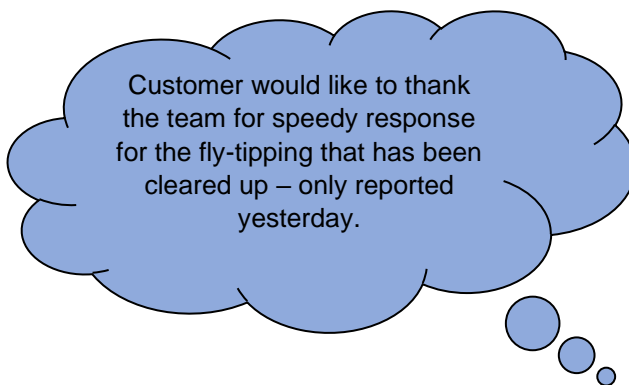 Customer would like to thank
the team for speedy response
for the fly-tipping that has been
cleared up – only reported
yesterday.